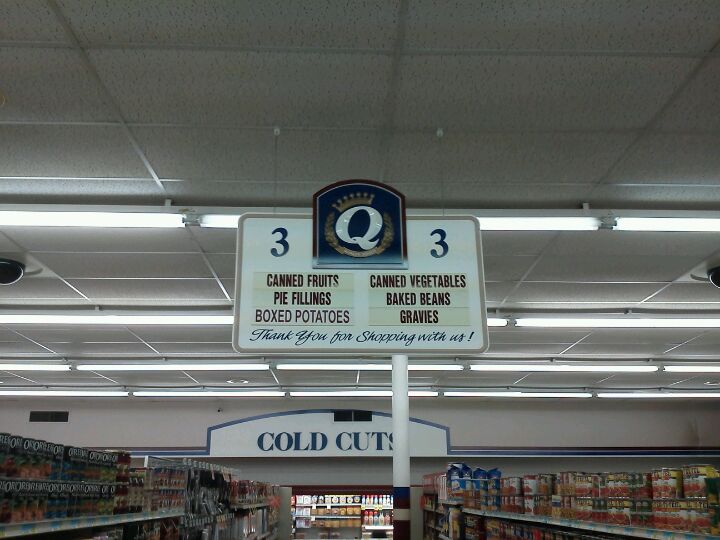 Q
3 3
CANNED FRUITS CANNED VEGETABLES
PIE FILLINGS BAKED BEANS
BOXED POTATOES GRAVIES
Thank You for Shopping with us!
COLD CUTS